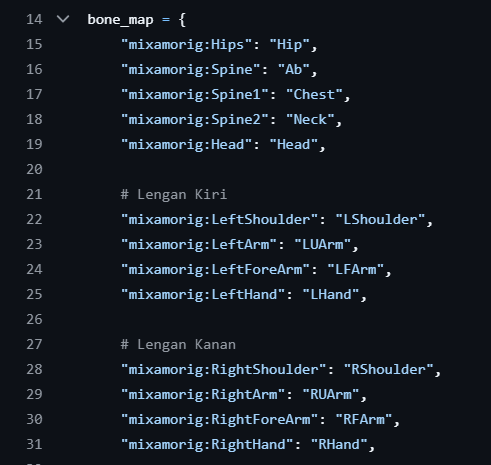 14 bone_map = {
15 "mixamorig:Hips": "Hip",
16 "mixamorig:Spine": "Ab",
17 "mixamorig:Spine1": "Chest",
18 "mixamorig:Spine2": "Neck",
19 "mixamorig:Head": "Head",
20
21 # Lengan Kiri
22 "mixamorig:LeftShoulder": "LShoulder",
23 "mixamorig:LeftArm": "LUArm",
24 "mixamorig:LeftForeArm": "LFArm",
25 "mixamorig:LeftHand": "LHand",
26
27 # Lengan Kanan
28 "mixamorig:RightShoulder": "RShoulder",
29 "mixamorig:RightArm": "RUArm",
30 "mixamorig:RightForeArm": "RFArm",
31 "mixamorig:RightHand": "RHand",